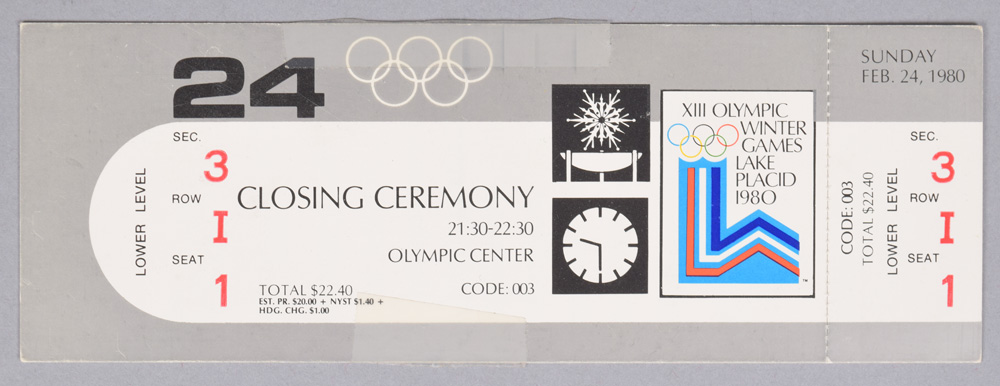 24
SEC.
3
ROW
I
SEAT
1
LOWER LEVEL
CLOSING CEREMONY
21:30-22:30
OLYMPIC CENTER
TOTAL $22.40
EST. PR. $20.00 + NYST $1.40 +
HDG. CHG. $1.00
CODE: 003
XIII OLYMPIC
WINTER
GAMES
LAKE
PLACID
1980
TM
SUNDAY
FEB. 24, 1980
CODE: 003
TOTAL $22.40
LOWER LEVEL
SEC.
3
ROW
I
SEAT
1